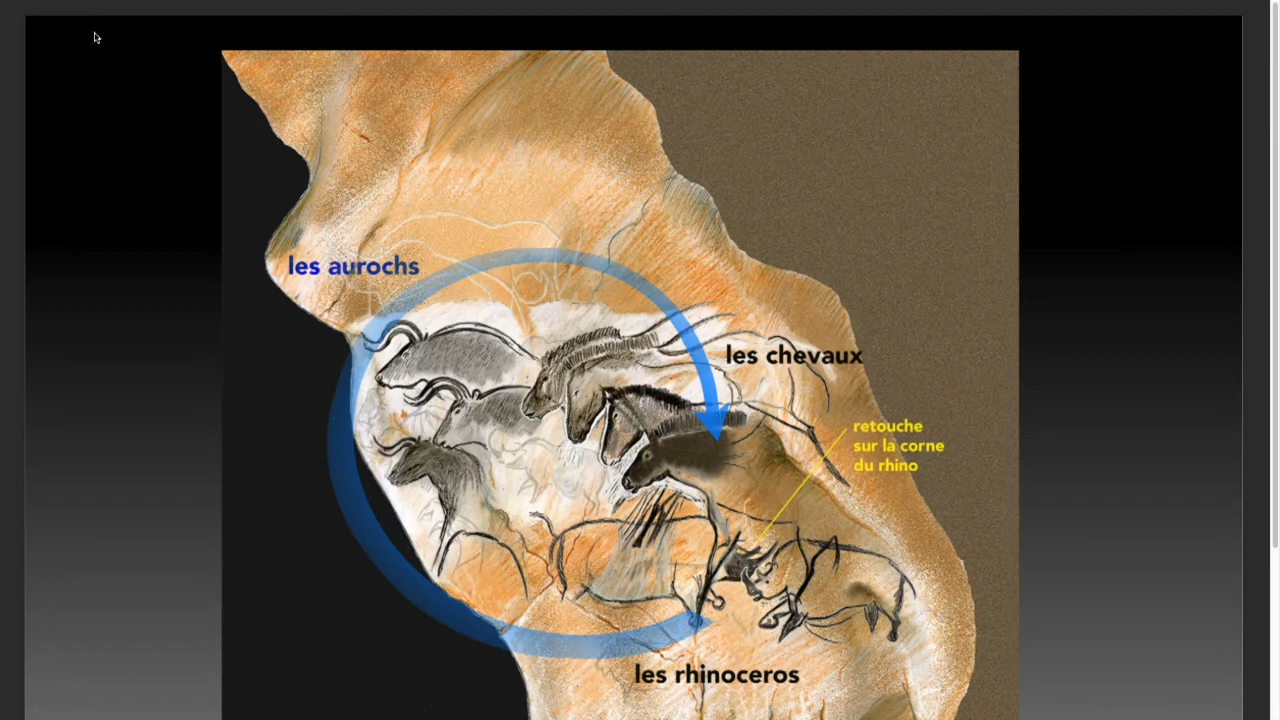 les aurochs
les chevaux
retouche
sur la corne
du rhino
les rhinoceros